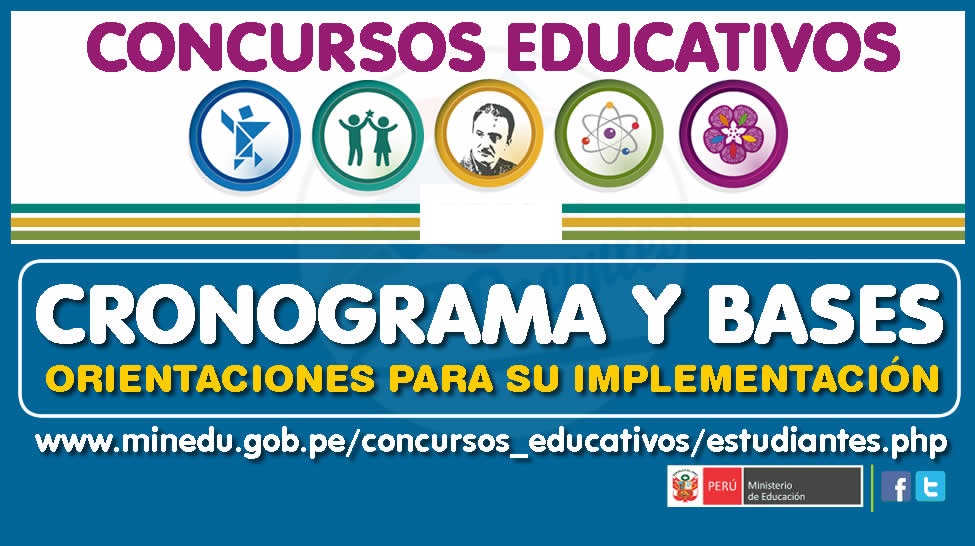 CONCURSOS EDUCATIVOS
CRONOGRAMA Y BASES
ORIENTACIONES PARA SU IMPLEMENTACIÓN
www.minedu.gob.pe/concursos_educativos/estudiantes.php
PERÚ
Ministerio
de Educación